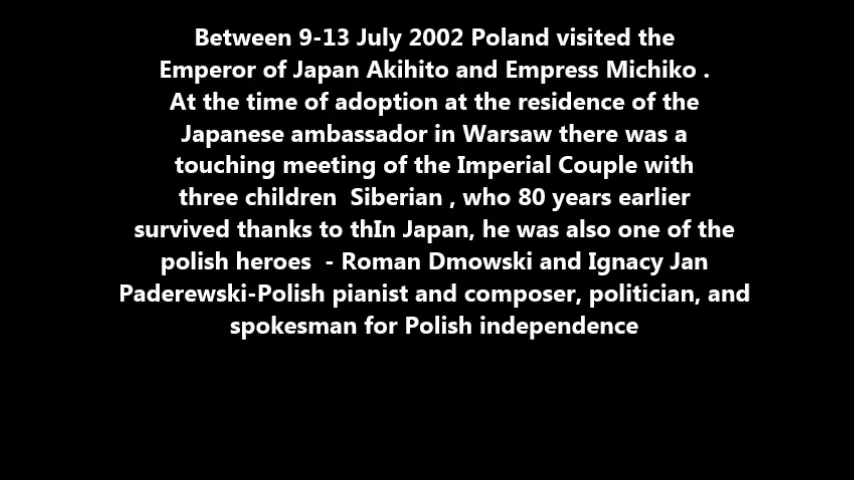 Between 9-13 July 2002 Poland visited the
Emperor of Japan Akihito and Empress Michiko .
At the time of adoption at the residence of the
Japanese ambassador in Warsaw there was a
touching meeting of the Imperial Couple with
three children  Siberian , who 80 years earlier
survived thanks to thIn Japan, he was also one of the
polish heroes  - Roman Dmowski and Ignacy Jan
Paderewski-Polish pianist and composer, politician, and
spokesman for Polish independence